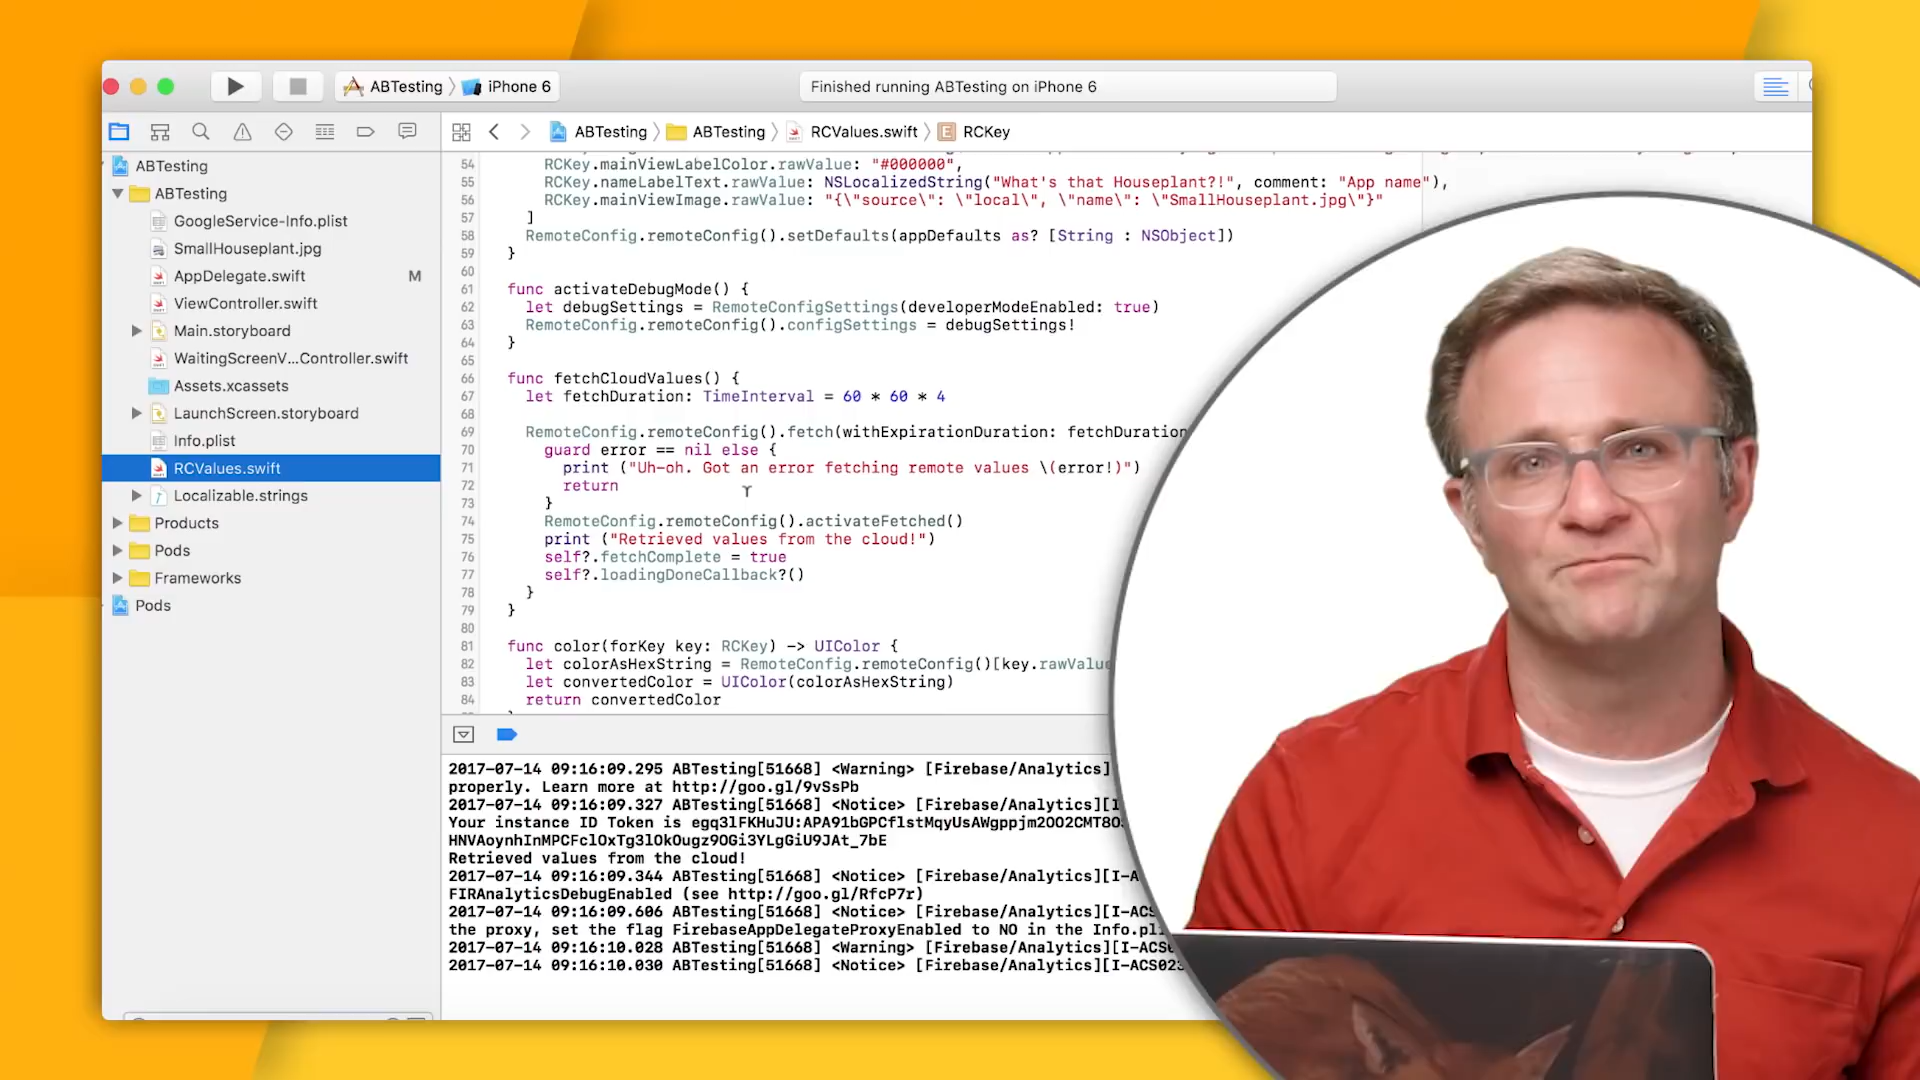 ABTesting iPhone 6
Finished running ABTesting on iPhone 6
ABTesting ABTesting RCValues.swift E RCKey
ABTesting
ABTesting
GoogleService-Info.plist
SmallHouseplant.jpg
AppDelegate.swift M
ViewController.swift
Main.storyboard
WaitingScreenV...Controller.swift
Assets.xcassets
LaunchScreen.storyboard
Info.plist
RCValues.swift
Localizable.strings
Products
Pods
Frameworks
Pods
54 RCKey.mainViewLabelColor.rawValue: "#000000",
55 RCKey.nameLabelText.rawValue: NSLocalizedString("What's that Houseplant?!", comment: "App name"),
56 RCKey.mainViewImage.rawValue: "{\"source\": \"local\", \"name\": \"SmallHouseplant.jpg\"}"
57 ]
58 RemoteConfig.remoteConfig().setDefaults(appDefaults as? [String : NSObject])
59 }
60
61 func activateDebugMode() {
62 let debugSettings = RemoteConfigSettings(developerModeEnabled: true)
63 RemoteConfig.remoteConfig().configSettings = debugSettings!
64 }
65
66 func fetchCloudValues() {
67 let fetchDuration: TimeInterval = 60 * 60 * 4
68
69 RemoteConfig.remoteConfig().fetch(withExpirationDuration: fetchDuration
70 guard error == nil else {
71 print ("Uh-oh. Got an error fetching remote values \(error!)")
72 return
73 }
74 RemoteConfig.remoteConfig().activateFetched()
75 print ("Retrieved values from the cloud!")
76 self?.fetchComplete = true
77 self?.loadingDoneCallback?()
78 }
79 }
80
81 func color(forKey key: RCKey) -> UIColor {
82 let colorAsHexString = RemoteConfig.remoteConfig()[key.rawValue
83 let convertedColor = UIColor(colorAsHexString)
84 return convertedColor
2017-07-14 09:16:09.295 ABTesting[51668] <Warning> [Firebase/Analytics]
properly. Learn more at http://goo.gl/9vSsPb
2017-07-14 09:16:09.327 ABTesting[51668] <Notice> [Firebase/Analytics][I
Your instance ID Token is egq3lFKHuJU:APA91bGPCflstMqyUsAWgppjm2OO2CMT8O
HNVAoynhInMPCFclOxTg3lOkOugz9OGi3YLgGiU9JAt_7bE
Retrieved values from the cloud!
2017-07-14 09:16:09.344 ABTesting[51668] <Notice> [Firebase/Analytics][I-A
FIRAnalyticsDebugEnabled (see http://goo.gl/RfcP7r)
2017-07-14 09:16:09.606 ABTesting[51668] <Notice> [Firebase/Analytics][I-ACS
the proxy, set the flag FirebaseAppDelegateProxyEnabled to NO in the Info.pli
2017-07-14 09:16:10.028 ABTesting[51668] <Warning> [Firebase/Analytics][I-ACS
2017-07-14 09:16:10.030 ABTesting[51668] <Notice> [Firebase/Analytics][I-ACS023